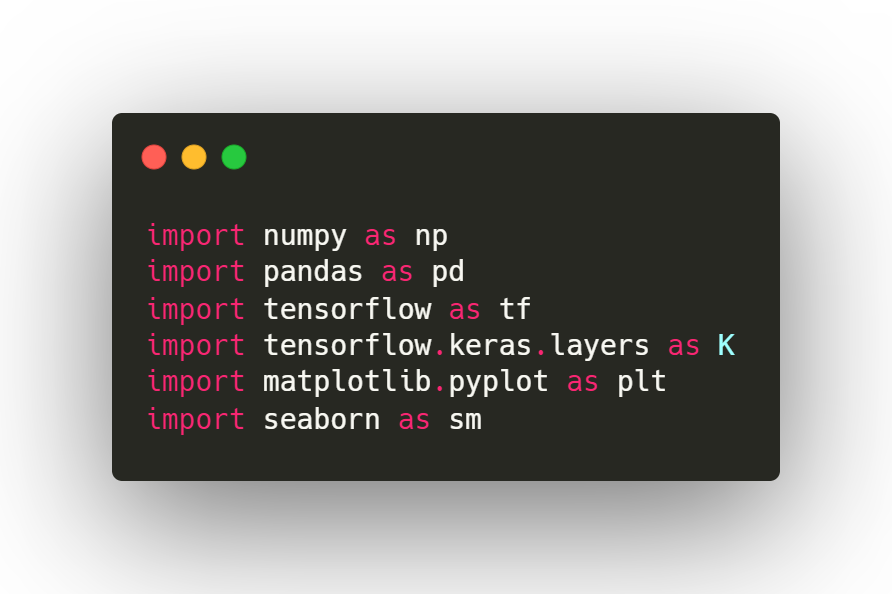 import numpy as np
import pandas as pd
import tensorflow as tf
import tensorflow.keras.layers as K
import matplotlib.pyplot as plt
import seaborn as sm